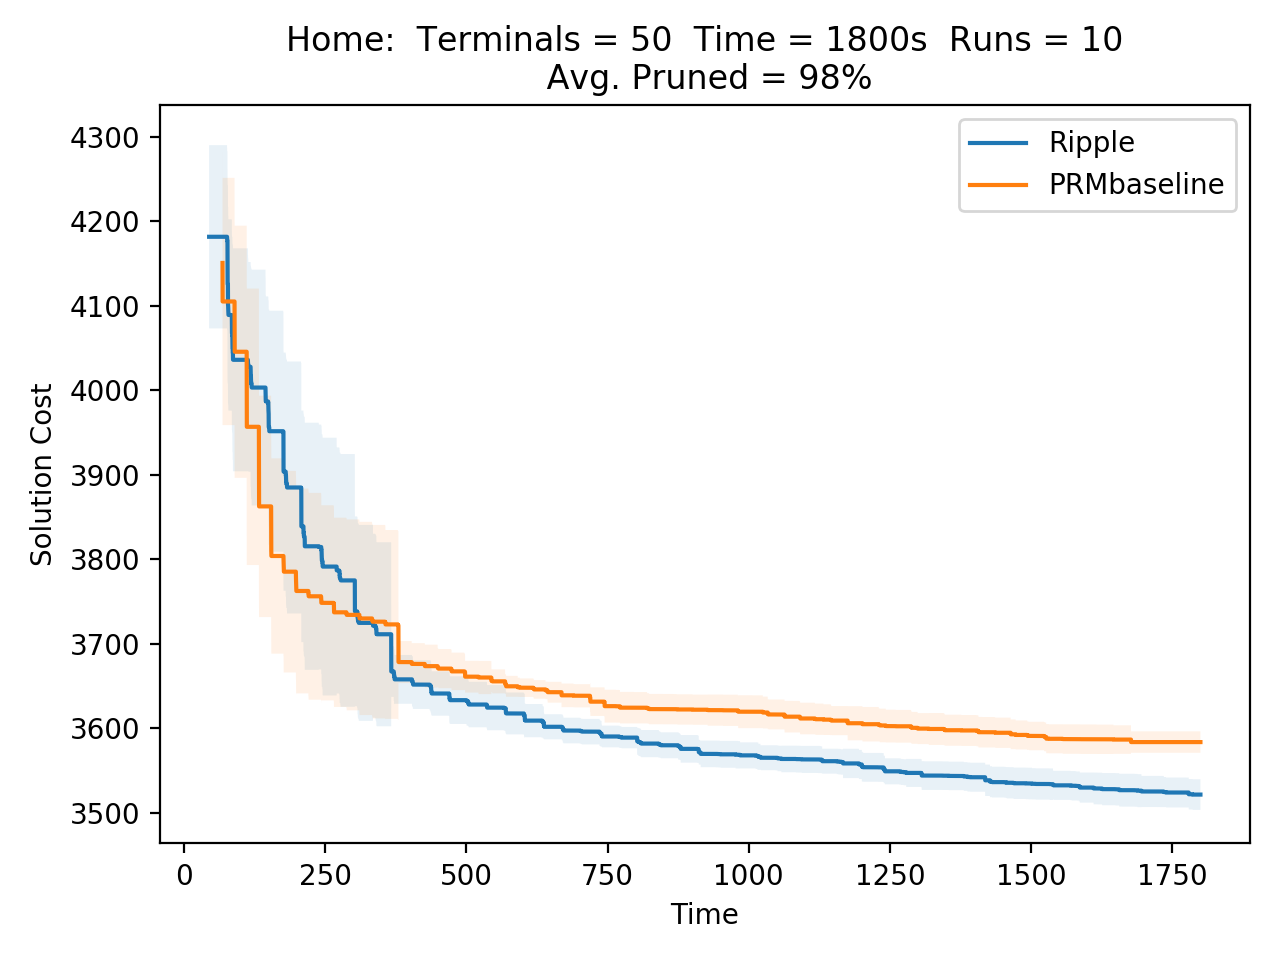 Home:  Terminals = 50  Time = 1800s  Runs = 10
Avg. Pruned = 98%
Ripple
PRMbaseline
4300
4200
4100
4000
3900
3800
3700
3600
3500
Solution Cost
0
250
500
750
1000
1250
1500
1750
Time